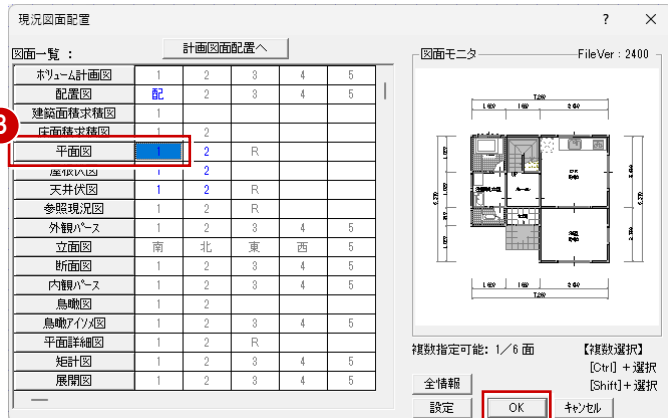 現況図面配置 ? ×
図面一覧 : 計画図面配置へ 図面モニタ FileVer : 2400
ホリューム計画図 1 2 3 4 5
配置図 配 2 3 4 5
建築面積求積図 1
床面積求積図 1 2
平面図 1 2 R
屋根伏図 1 2
天井伏図 1 2 R
参照現況図 1 2 R
外観パース 1 2 3 4 5
立面図 南 北 東 西 5
断面図 1 2 3 4 5
内観パース 1 2 3 4 5
鳥瞰図 1 2
鳥瞰アイソメ図 1 2 3 4 5
平面詳細図 1 2 R
矩計図 1 2 3 4 5
展開図 1 2 3 4 5
複数指定可能: 1/6 面 【複数選択】
[Ctrl] +選択
[Shift]+選択
全情報
設定 OK キャンセル